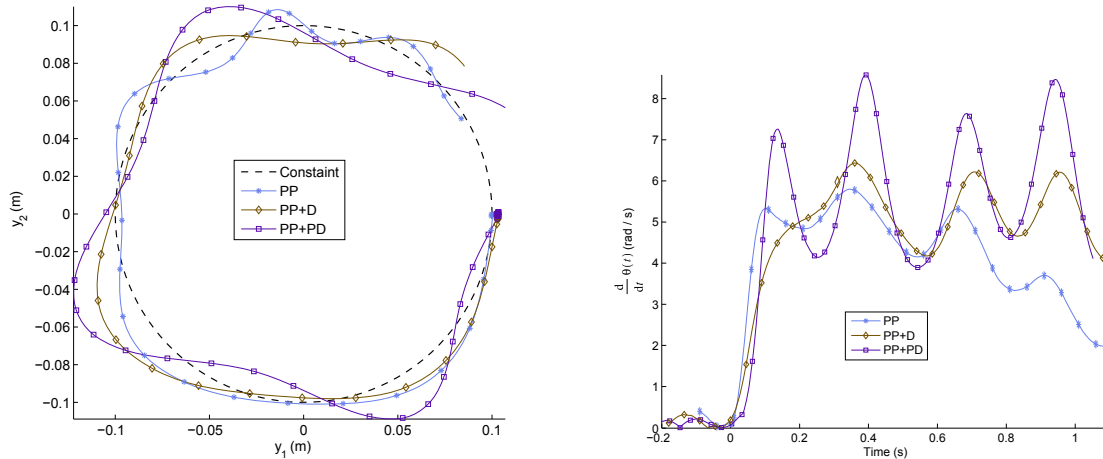 0.1
0.08
0.06
0.04
0.02
0
−0.02
−0.04
−0.06
−0.08
−0.1
y2 (m)
−0.1
−0.05
0
0.05
0.1
y1 (m)
Constaint
PP
PP+D
PP+PD
8
7
6
5
4
3
2
1
0
d/dt θ(t) (rad / s)
−0.2
0
0.2
0.4
0.6
0.8
1
Time (s)
PP
PP+D
PP+PD